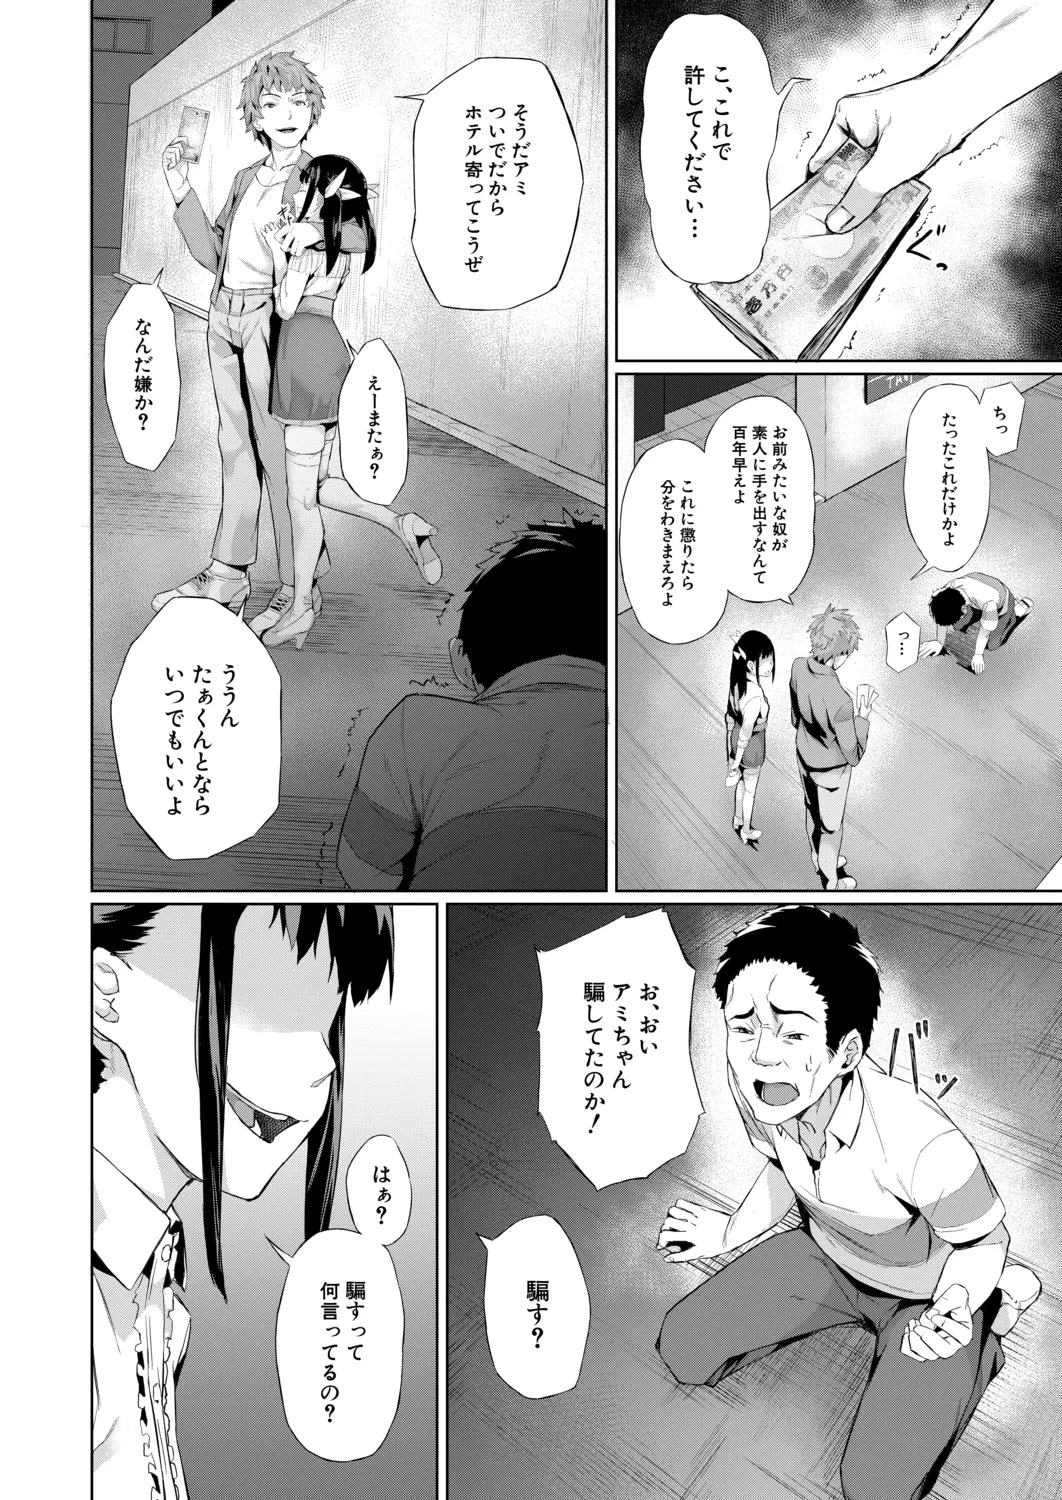 こ、これで
許してください…
ぐっ
ちっ
たったこれだけかよ
っ…
お前みたいな奴が
素人に手を出すなんて
百年早えよ
これに懲りたら
分をわきまえろよ
そうだアミ
ついでだから
ホテル寄ってこうぜ
えーまたぁ?
なんだ嫌か?
ううん
たぁくんとなら
いつでもいいよ
お、おい
アミちゃん
騙してたのか!
騙す?
はぁ?
騙すって
何言ってるの?